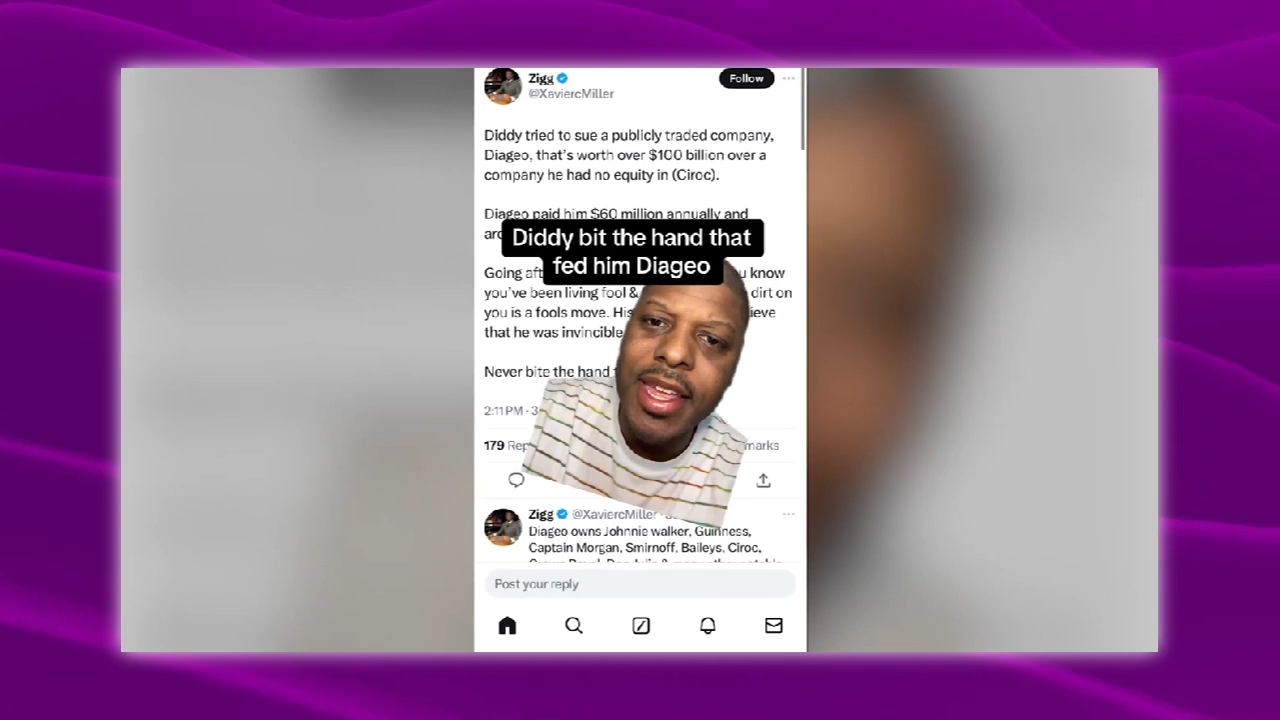 Zigg
@XaviercMiller
Follow
Diddy tried to sue a publicly traded company,
Diageo, that's worth over $100 billion over a
company he had no equity in (Ciroc).
Diageo paid him $60 million annually and
Diddy bit the hand that
fed him Diageo
Going
know
you've been living fool &
dirt on
you is a fools move. His
that he was invincible
Never bite the hand
2:11 PM · 3
179
marks
Zigg @XaviercMiller
Diageo owns Johnnie walker, Guinness,
Captain Morgan, Smirnoff, Baileys, Ciroc,
Post your reply